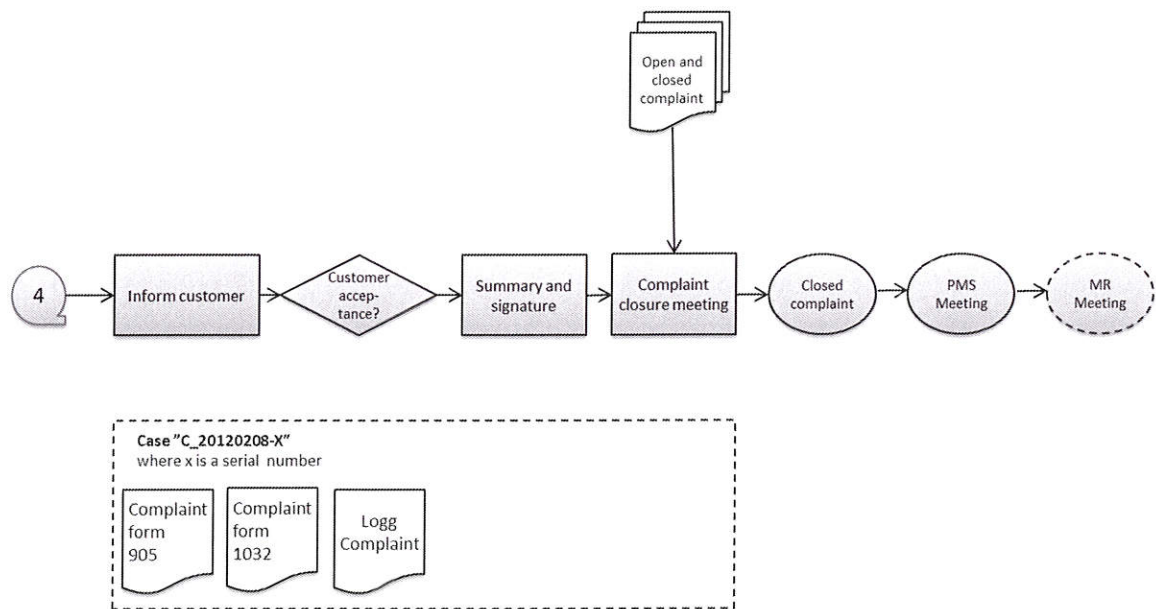 Open and
closed
complaint
4
Inform customer
Customer
accep-
tance?
Summary and
signature
Complaint
closure meeting
Closed
complaint
PMS
Meeting
MR
Meeting
Case "C_20120208-X"
where x is a serial number
Complaint
form
905
Complaint
form
1032
Logg
Complaint